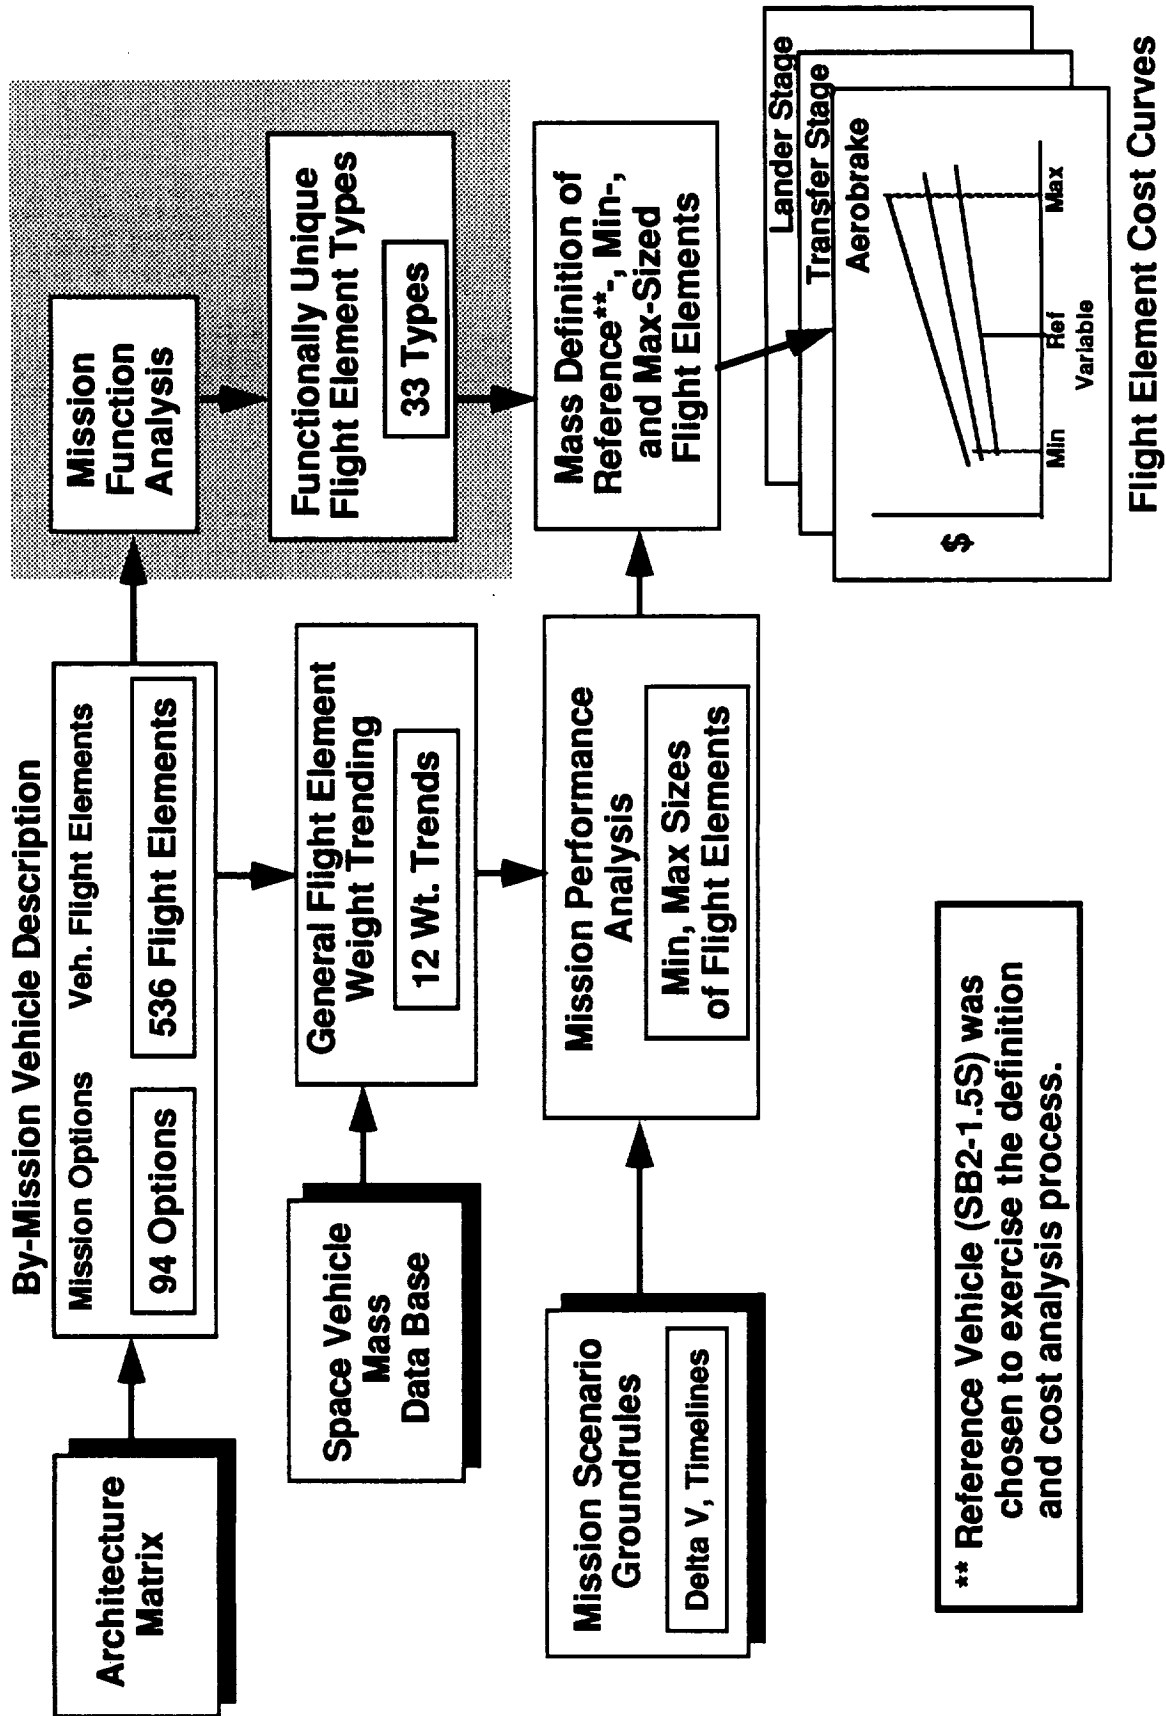 By-Mission Vehicle Description
Architecture
Matrix
Mission Options
94 Options
Veh. Flight Elements
536 Flight Elements
Mission
Function
Analysis
Space Vehicle
Mass
Data Base
General Flight Element
Weight Trending
12 Wt. Trends
Functionally Unique
Flight Element Types
33 Types
Mission Scenario
Groundrules
Delta V, Timelines
Mission Performance
Analysis
Min, Max Sizes
of Flight Elements
Mass Definition of
Reference**-, Min-,
and Max-Sized
Flight Elements
Lander Stage
Transfer Stage
Aerobrake
$
Min
Ref
Max
Variable
Flight Element Cost Curves
** Reference Vehicle (SB2-1.5S) was
chosen to exercise the definition
and cost analysis process.